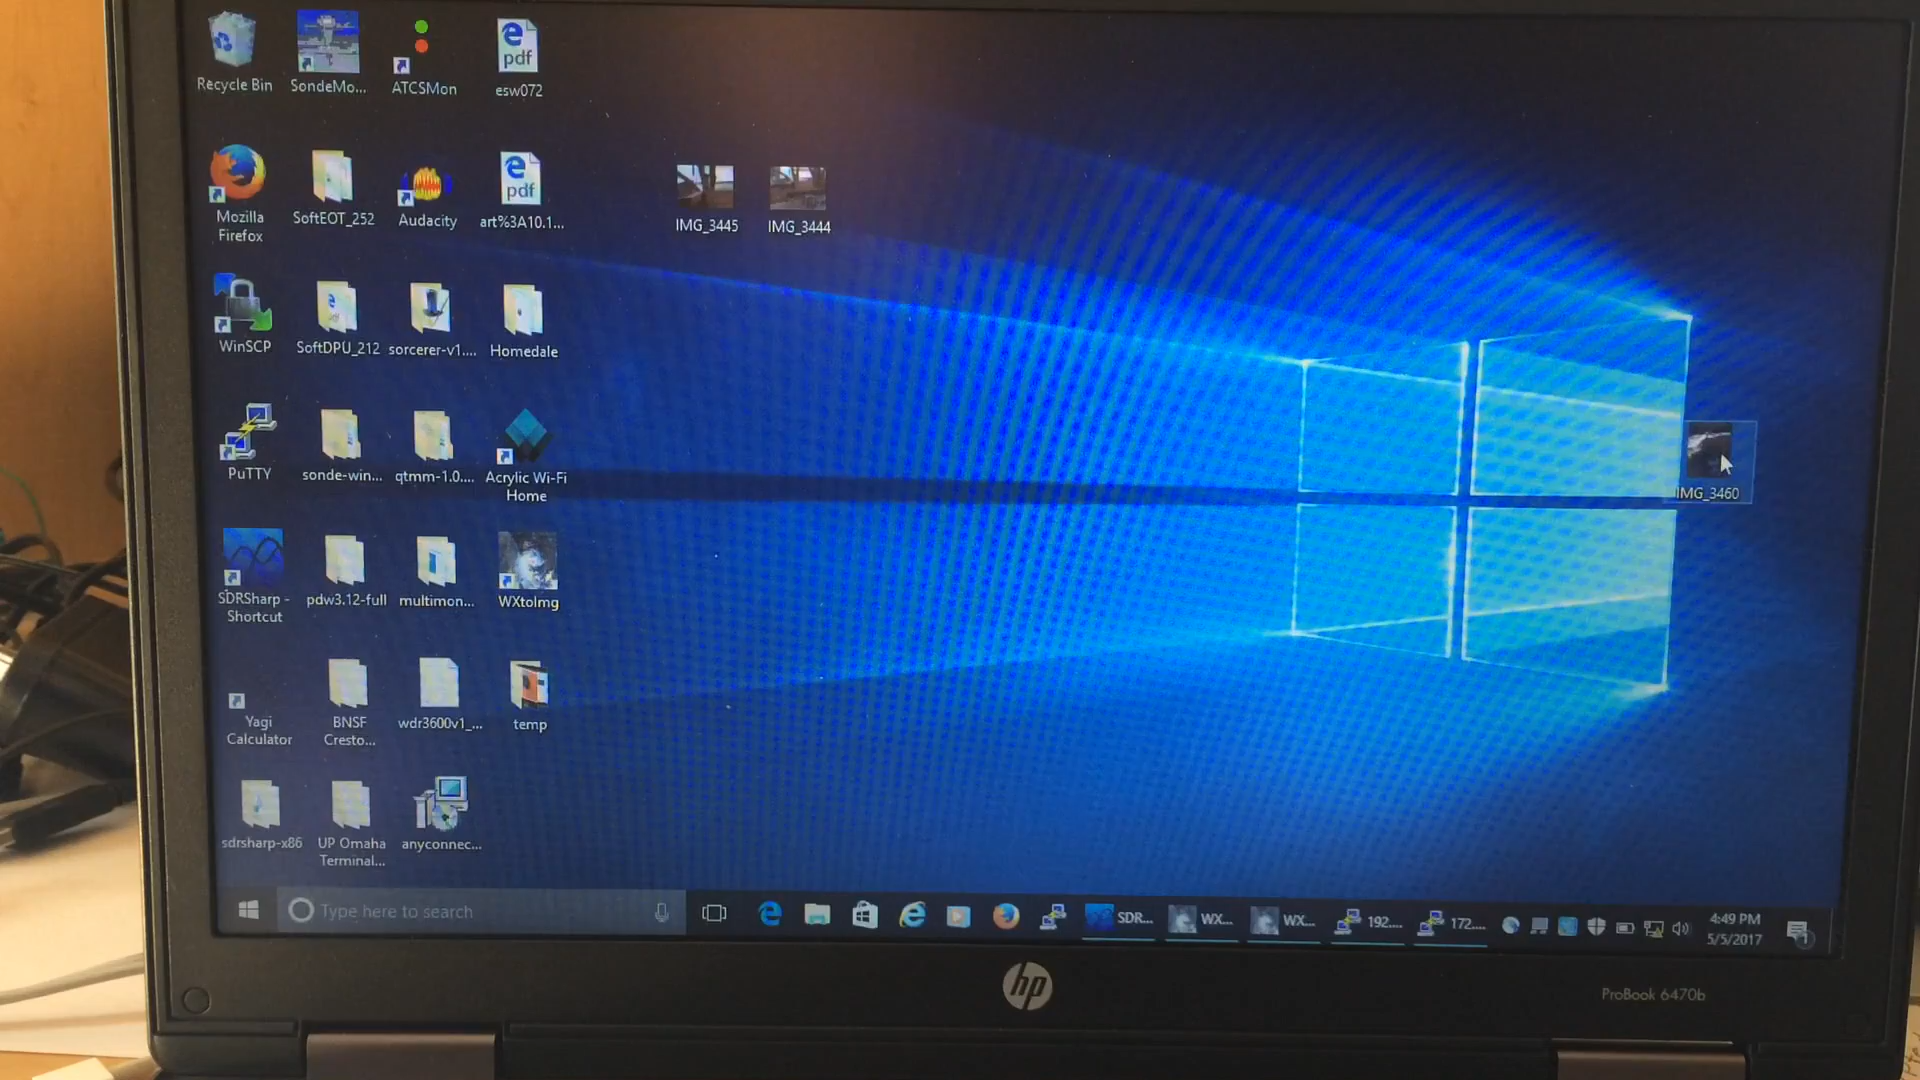 Recycle Bin
SondeMo...
ATCSMon
pdf
esw072
Mozilla
Firefox
SoftEOT_252
Audacity
pdf
art%3A10.1...
IMG_3445
IMG_3444
WinSCP
SoftDPU_212
sorcerer-v1....
Homedale
PuTTY
sonde-win...
qtmm-1.0....
Acrylic Wi-Fi
Home
IMG_3460
SDRSharp -
Shortcut
pdw3.12-full
multimon...
WXtoImg
Yagi
Calculator
BNSF
Cresto...
wdr3600v1_...
temp
sdrsharp-x86
UP Omaha
Terminal...
anyconnec...
Type here to search
SDR...
WX...
WX...
192....
172....
4:49 PM
5/5/2017
hp
ProBook 6470b